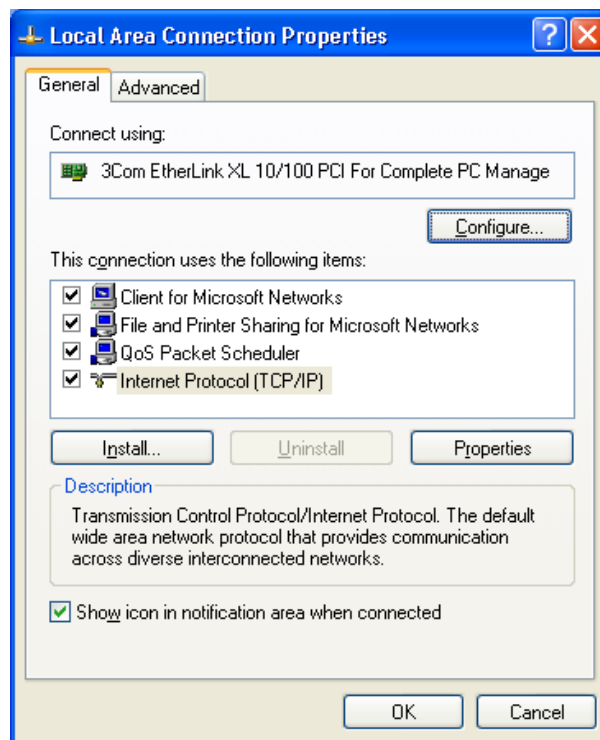 Local Area Connection Properties
General
Advanced
Connect using:
3Com EtherLink XL 10/100 PCI For Complete PC Manage
Configure...
This connection uses the following items:
Client for Microsoft Networks
File and Printer Sharing for Microsoft Networks
QoS Packet Scheduler
Internet Protocol (TCP/IP)
Install...
Uninstall
Properties
Description
Transmission Control Protocol/Internet Protocol. The default
wide area network protocol that provides communication
across diverse interconnected networks.
Show icon in notification area when connected
OK
Cancel